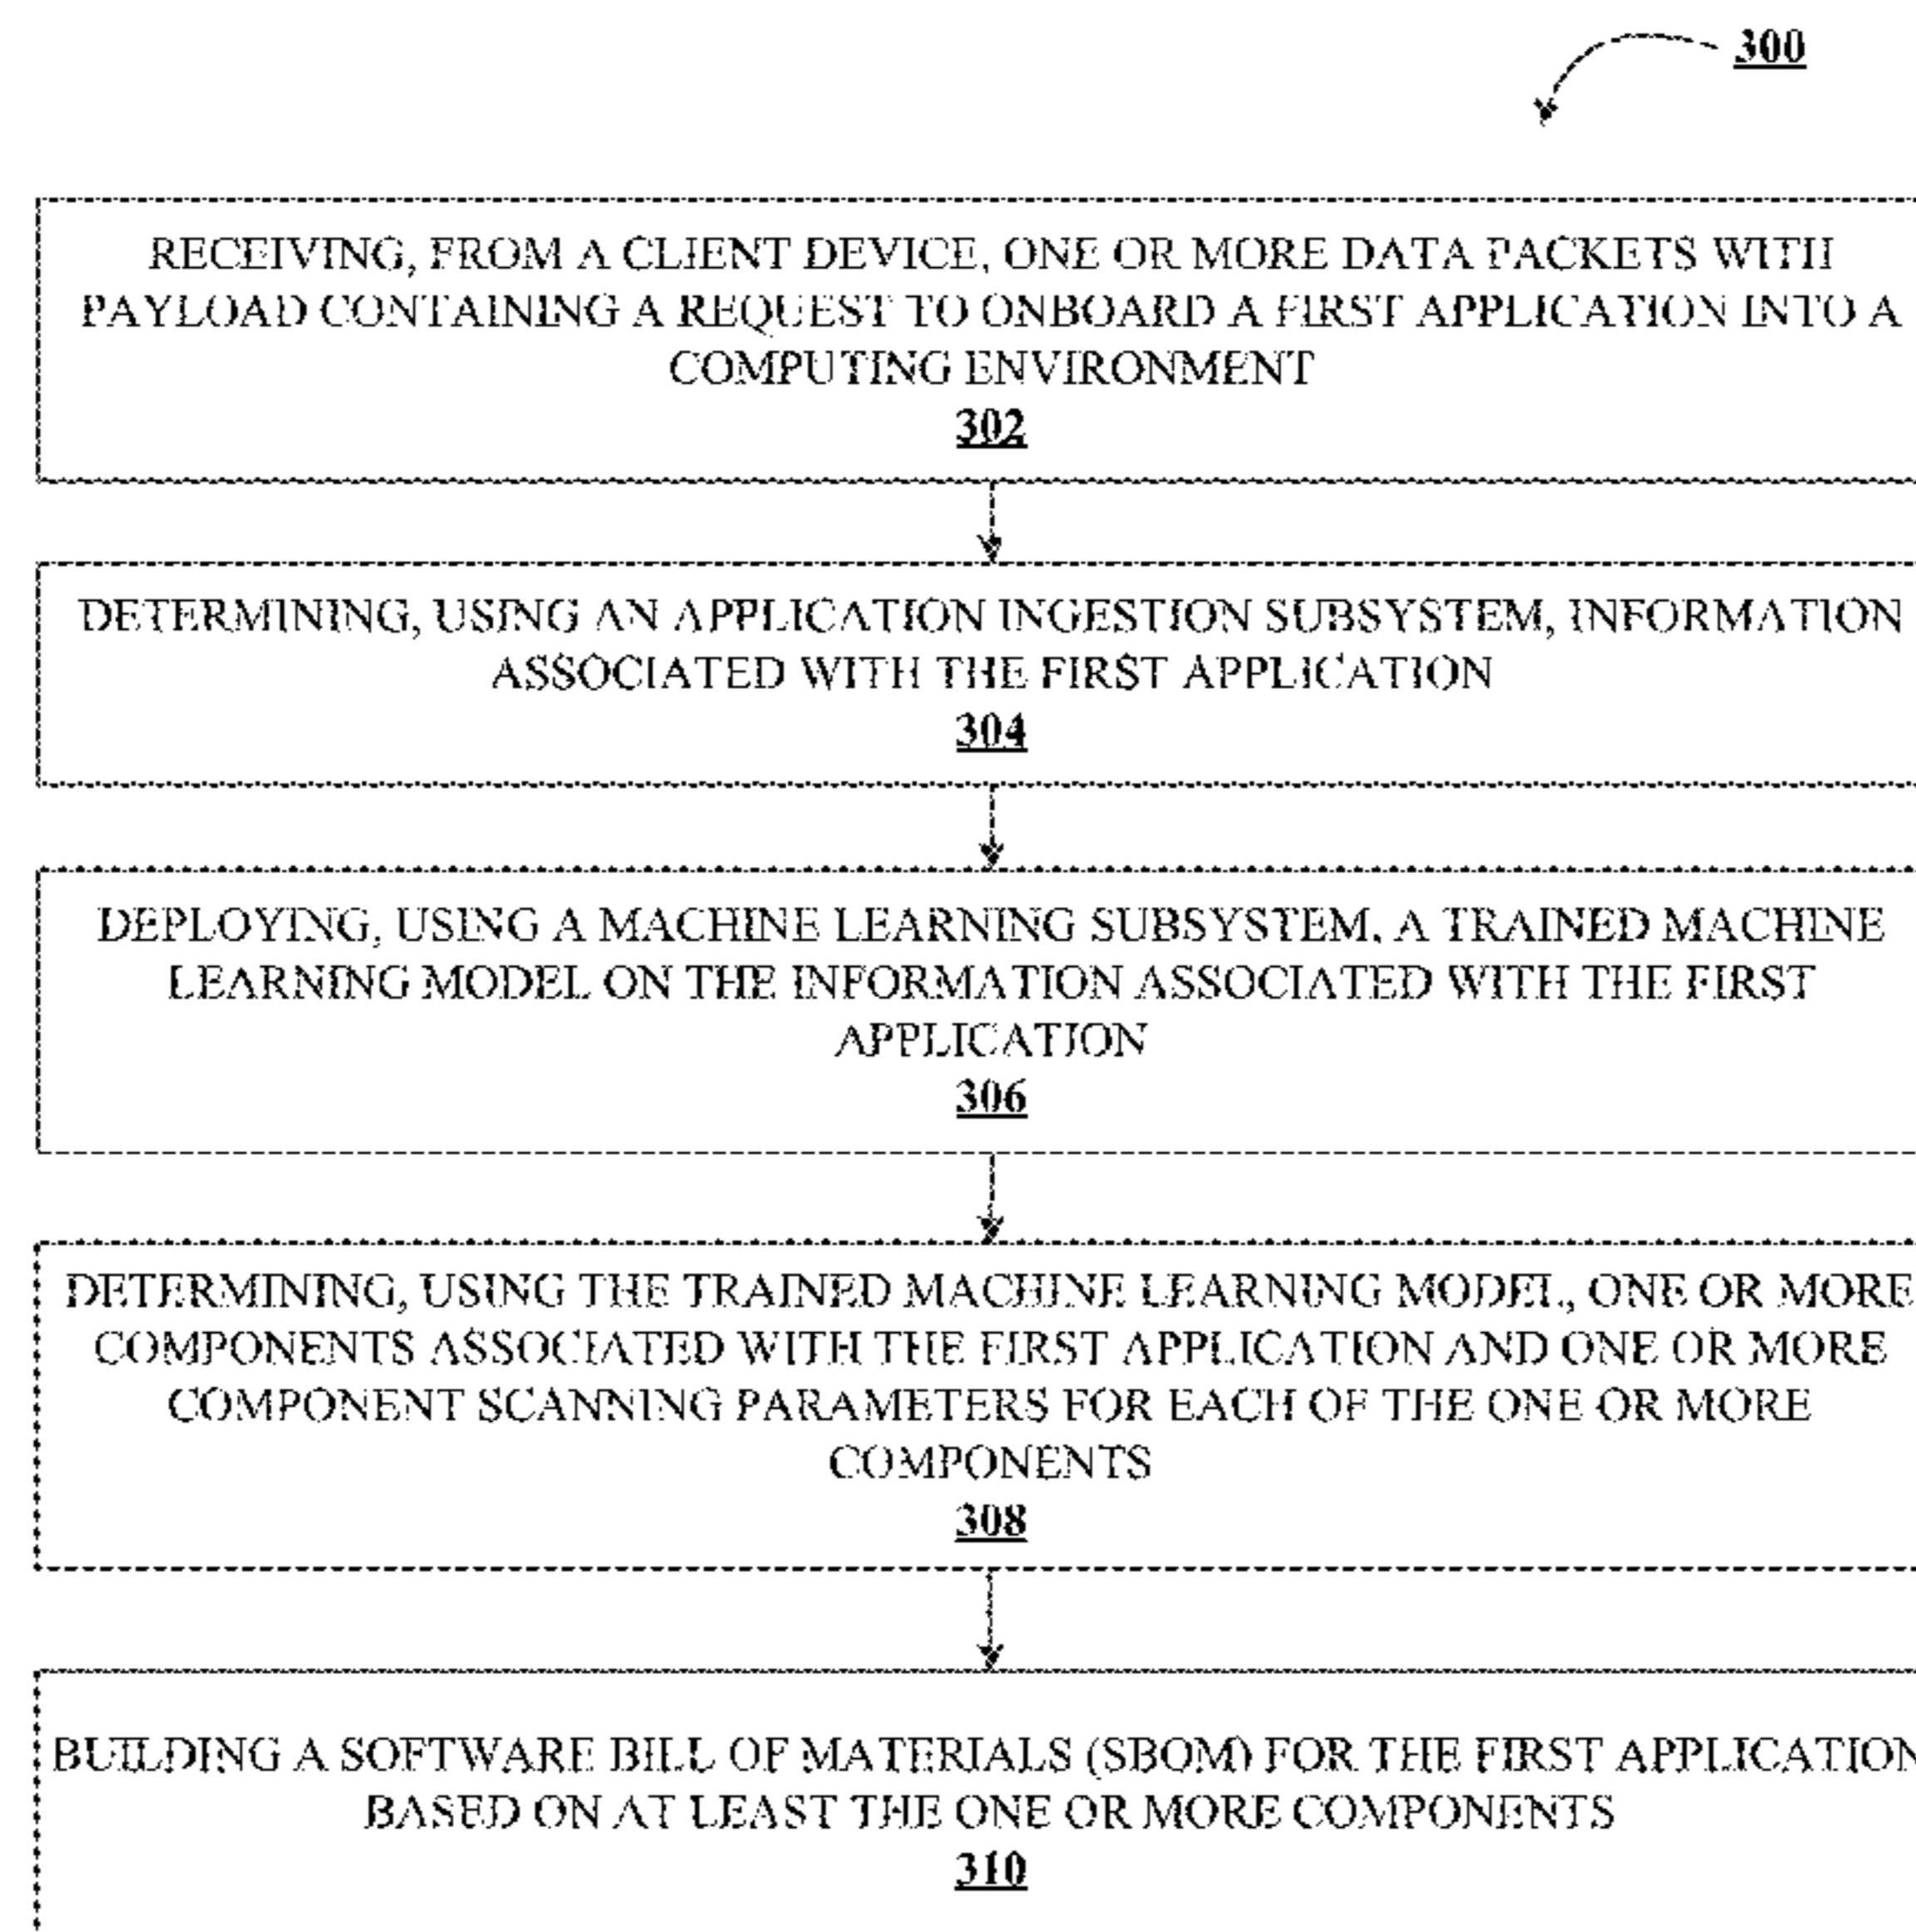 300
RECEIVING, FROM A CLIENT DEVICE, ONE OR MORE DATA PACKETS WITH
PAYLOAD CONTAINING A REQUEST TO ONBOARD A FIRST APPLICATION INTO A
COMPUTING ENVIRONMENT
302
DETERMINING, USING AN APPLICATION INGESTION SUBSYSTEM, INFORMATION
ASSOCIATED WITH THE FIRST APPLICATION
304
DEPLOYING, USING A MACHINE LEARNING SUBSYSTEM, A TRAINED MACHINE
LEARNING MODEL ON THE INFORMATION ASSOCIATED WITH THE FIRST
APPLICATION
306
DETERMINING, USING THE TRAINED MACHINE LEARNING MODEL, ONE OR MORE
COMPONENTS ASSOCIATED WITH THE FIRST APPLICATION AND ONE OR MORE
COMPONENT SCANNING PARAMETERS FOR EACH OF THE ONE OR MORE
COMPONENTS
308
BUILDING A SOFTWARE BILL OF MATERIALS (SBOM) FOR THE FIRST APPLICATION
BASED ON AT LEAST THE ONE OR MORE COMPONENTS
310